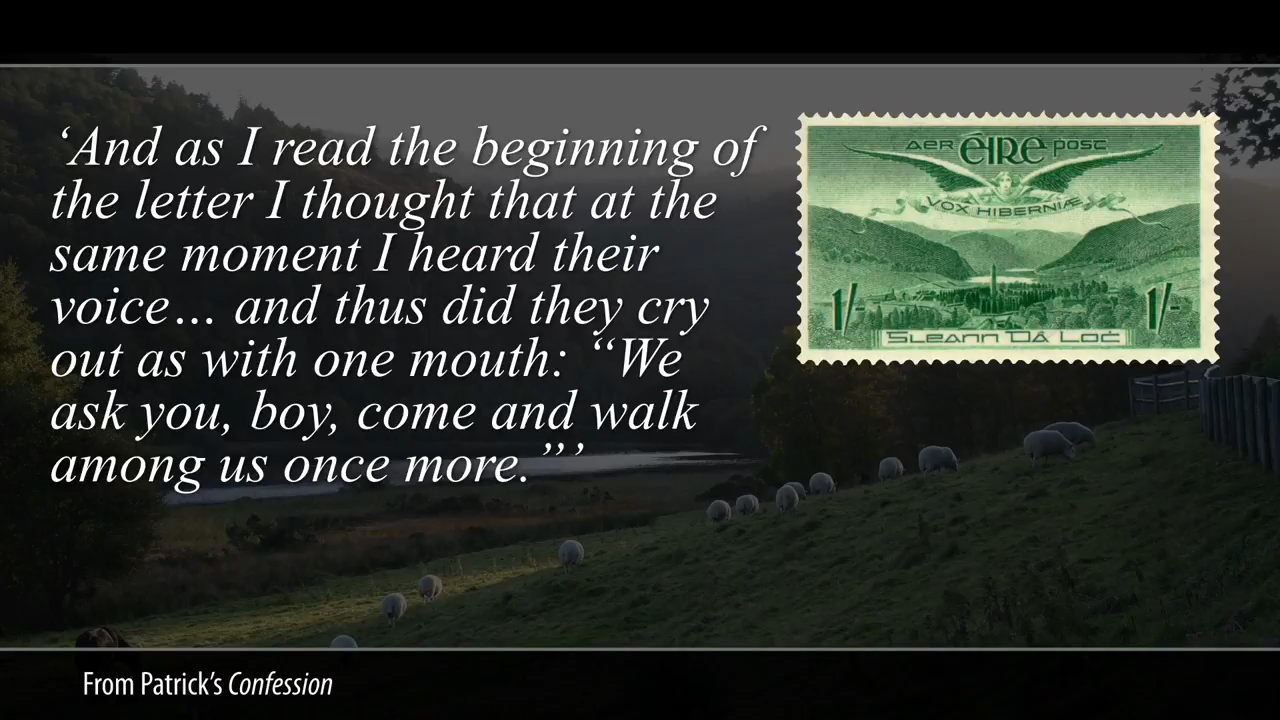 ‘And as I read the beginning of
the letter I thought that at the
same moment I heard their
voice… and thus did they cry
out as with one mouth: “We
ask you, boy, come and walk
among us once more.”’
AER ÉIRE POST
VOX HIBERNIÆ
1/- 1/-
Gleann Dá Loċ
From Patrick’s Confession